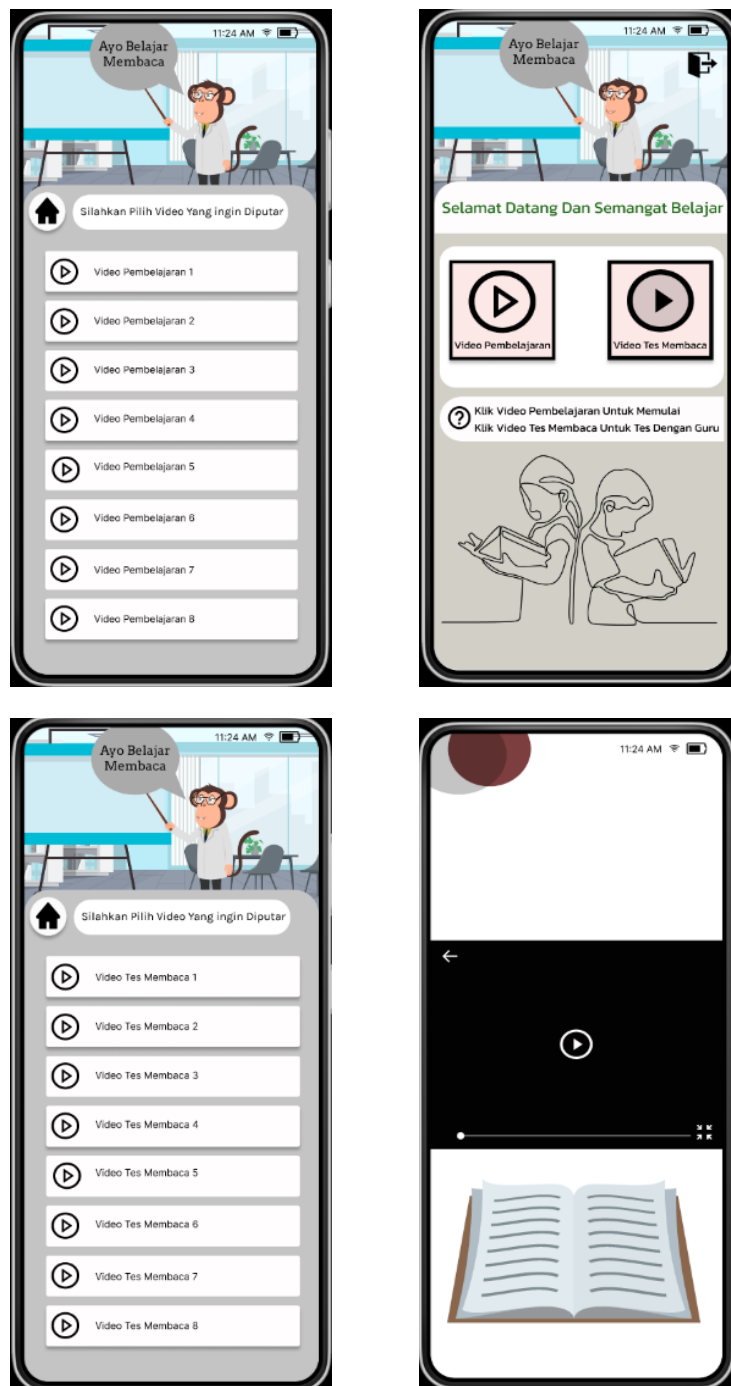 11:24 AM
Ayo Belajar
Membaca
Silahkan Pilih Video Yang ingin Diputar
Video Pembelajaran 1
Video Pembelajaran 2
Video Pembelajaran 3
Video Pembelajaran 4
Video Pembelajaran 5
Video Pembelajaran 6
Video Pembelajaran 7
Video Pembelajaran 8
11:24 AM
Ayo Belajar
Membaca
Selamat Datang Dan Semangat Belajar
Video Pembelajaran
Video Tes Membaca
Klik Video Pembelajaran Untuk Memulai
Klik Video Tes Membaca Untuk Tes Dengan Guru
11:24 AM
Ayo Belajar
Membaca
Silahkan Pilih Video Yang ingin Diputar
Video Tes Membaca 1
Video Tes Membaca 2
Video Tes Membaca 3
Video Tes Membaca 4
Video Tes Membaca 5
Video Tes Membaca 6
Video Tes Membaca 7
Video Tes Membaca 8
11:24 AM